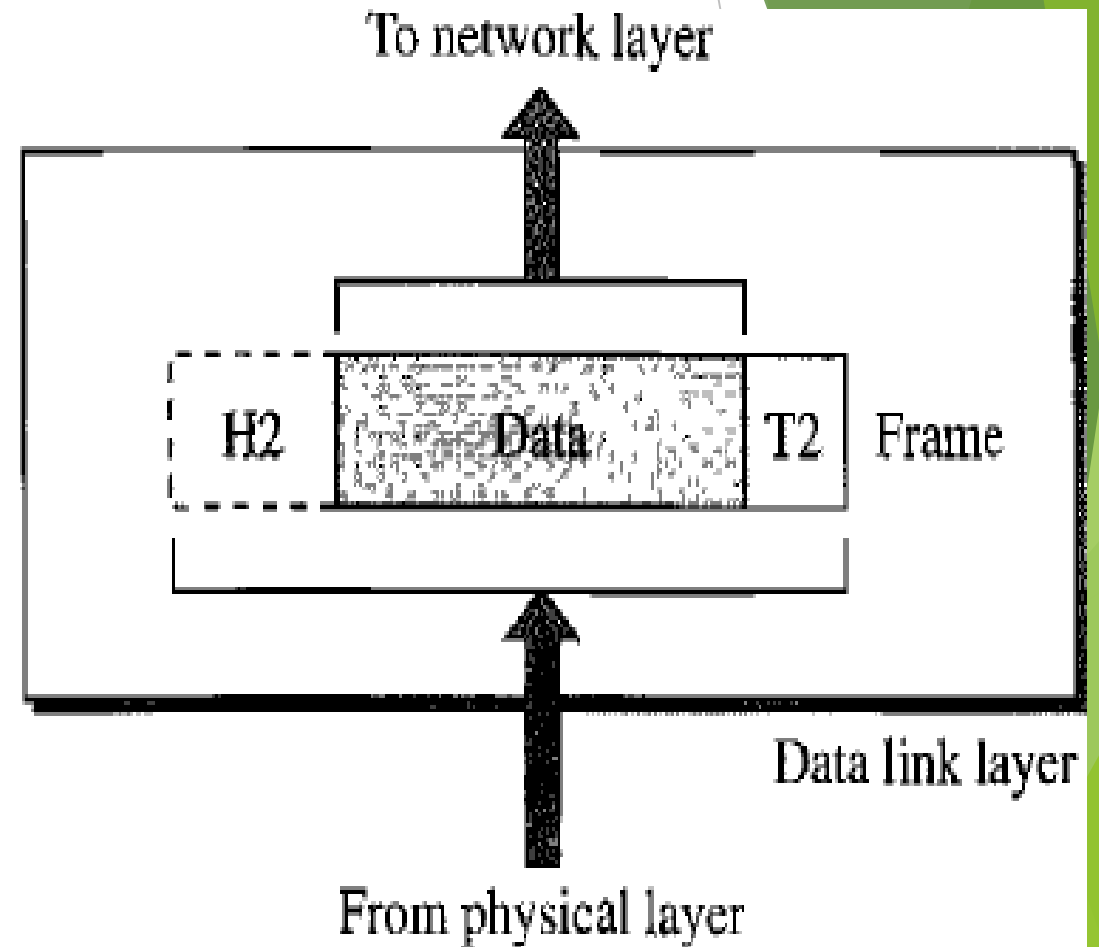 To network layer
H2 Data T2 Frame
Data link layer
From physical layer